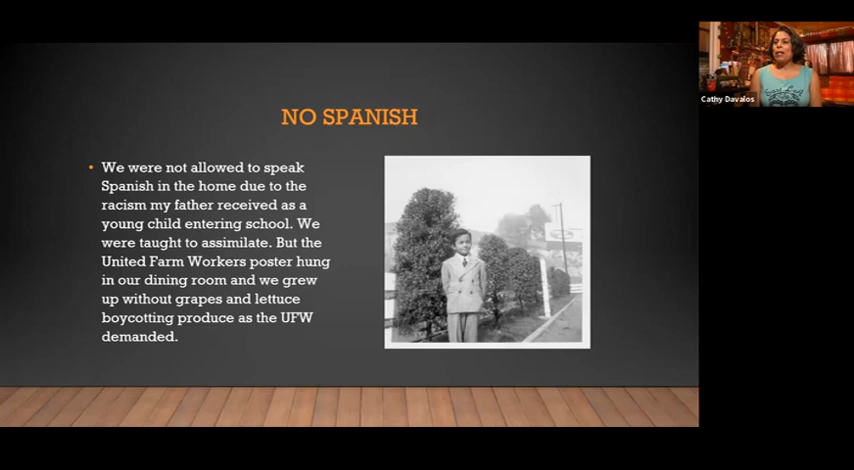 NO SPANISH
• We were not allowed to speak
Spanish in the home due to the
racism my father received as a
young child entering school. We
were taught to assimilate. But the
United Farm Workers poster hung
in our dining room and we grew
up without grapes and lettuce
boycotting produce as the UFW
demanded.
Cathy Davalos